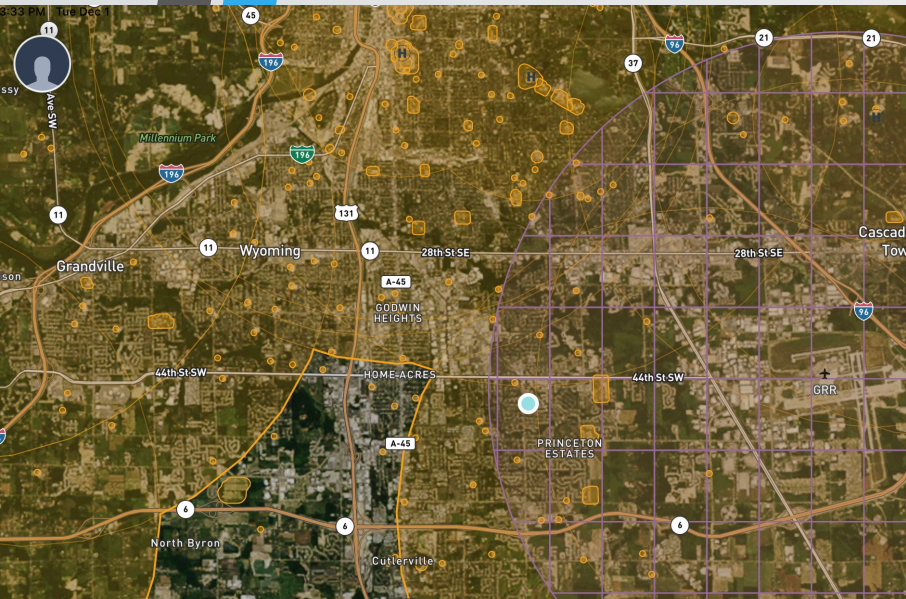 3:33 PM Tue Dec 1
45
11
21
21
96
37
196
H
H
H
ssy
Ave SW
Millennium Park
196
196
11
131
11
Wyoming
11
28th St SE
28th St SE
Cascad
Tow
Grandville
son
A-45
GODWIN
HEIGHTS
96
44th St SW
HOME ACRES
44th St SW
GRR
A-45
PRINCETON
ESTATES
6
6
6
North Byron
Cutlerville